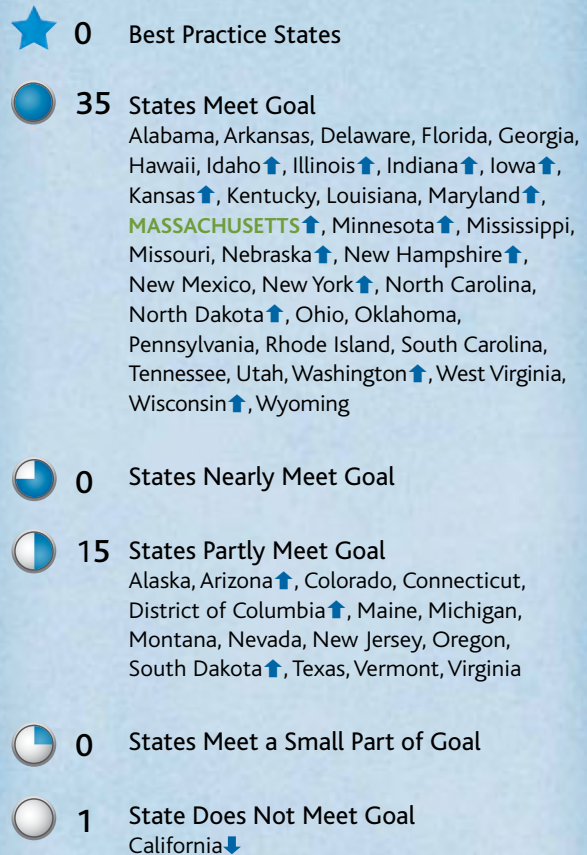 0 Best Practice States
35 States Meet Goal
Alabama, Arkansas, Delaware, Florida, Georgia,
Hawaii, Idaho⬆, Illinois⬆, Indiana⬆, Iowa⬆,
Kansas⬆, Kentucky, Louisiana, Maryland⬆,
MASSACHUSETTS⬆, Minnesota⬆, Mississippi,
Missouri, Nebraska⬆, New Hampshire⬆,
New Mexico, New York⬆, North Carolina,
North Dakota⬆, Ohio, Oklahoma,
Pennsylvania, Rhode Island, South Carolina,
Tennessee, Utah, Washington⬆, West Virginia,
Wisconsin⬆, Wyoming
0 States Nearly Meet Goal
15 States Partly Meet Goal
Alaska, Arizona⬆, Colorado, Connecticut,
District of Columbia⬆, Maine, Michigan,
Montana, Nevada, New Jersey, Oregon,
South Dakota⬆, Texas, Vermont, Virginia
0 States Meet a Small Part of Goal
1 State Does Not Meet Goal
California⬇